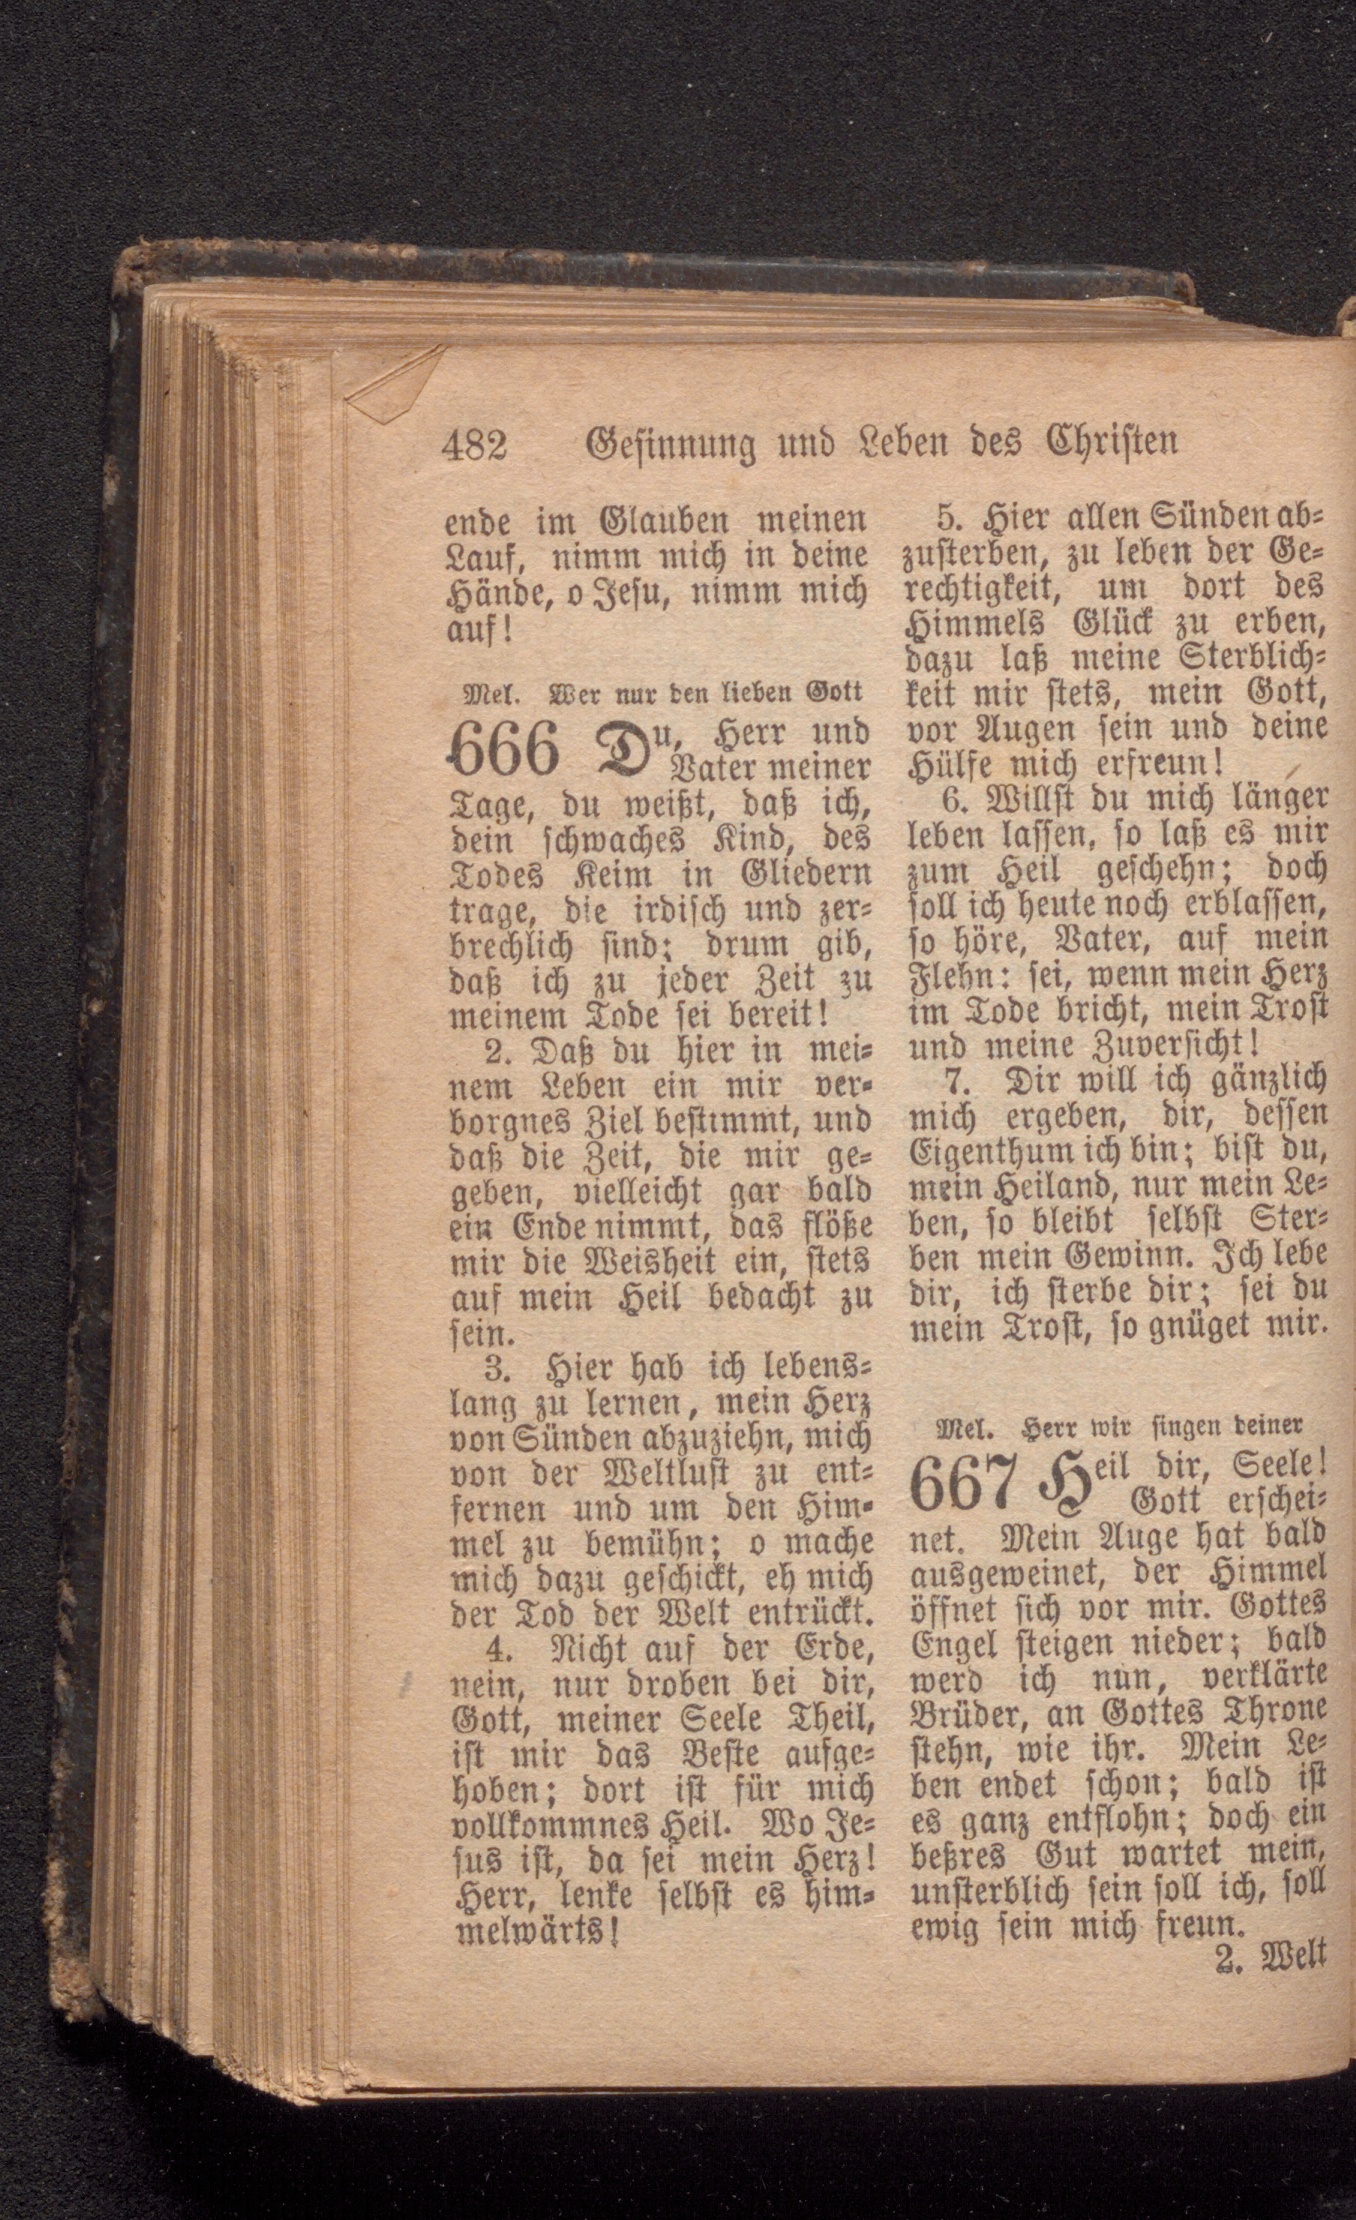 482 Gesinnung und Leben des Christen
ende im Glauben meinen
Lauf, nimm mich in deine
Hände, o Jesu, nimm mich
auf!
Mel. Wer nur den lieben Gott
666 Du, Herr und
Vater meiner
Tage, du weißt, daß ich,
dein schwaches Kind, des
Todes Keim in Gliedern
trage, die irdisch und zer-
brechlich sind; drum gib,
daß ich zu jeder Zeit zu
meinem Tode sei bereit!
2. Daß du hier in mei-
nem Leben ein mir ver-
borgnes Ziel bestimmt, und
daß die Zeit, die mir ge-
geben, vielleicht gar bald
ein Ende nimmt, das flöße
mir die Weisheit ein, stets
auf mein Heil bedacht zu
sein.
3. Hier hab ich lebens-
lang zu lernen, mein Herz
von Sünden abzuziehn, mich
von der Weltlust zu ent-
fernen und um den Him-
mel zu bemühn; o mache
mich dazu geschickt, eh mich
der Tod der Welt entrückt.
4. Nicht auf der Erde,
nein, nur droben bei dir,
Gott, meiner Seele Theil,
ist mir das Beste aufge-
hoben; dort ist für mich
vollkommnes Heil. Wo Je-
sus ist, da sei mein Herz!
Herr, lenke selbst es him-
melwärts!
5. Hier allen Sünden ab-
zusterben, zu leben der Ge-
rechtigkeit, um dort des
Himmels Glück zu erben,
dazu laß meine Sterblich-
keit mir stets, mein Gott,
vor Augen sein und deine
Hülfe mich erfreun!
6. Willst du mich länger
leben lassen, so laß es mir
zum Heil geschehn; doch
soll ich heute noch erblassen,
so höre, Vater, auf mein
Flehn: sei, wenn mein Herz
im Tode bricht, mein Trost
und meine Zuversicht!
7. Dir will ich gänzlich
mich ergeben, dir, dessen
Eigenthum ich bin; bist du,
mein Heiland, nur mein Le-
ben, so bleibt selbst Ster-
ben mein Gewinn. Ich lebe
dir, ich sterbe dir; sei du
mein Trost, so gnüget mir.
Mel. Herr wir singen deiner
667 Heil dir, Seele!
Gott erschei-
net. Mein Auge hat bald
ausgeweinet, der Himmel
öffnet sich vor mir. Gottes
Engel steigen nieder; bald
werd ich nun, verklärte
Brüder, an Gottes Throne
stehn, wie ihr. Mein Le-
ben endet schon; bald ist
es ganz entflohn; doch ein
beßres Gut wartet mein,
unsterblich sein soll ich, soll
ewig sein mich freun.
2. Welt